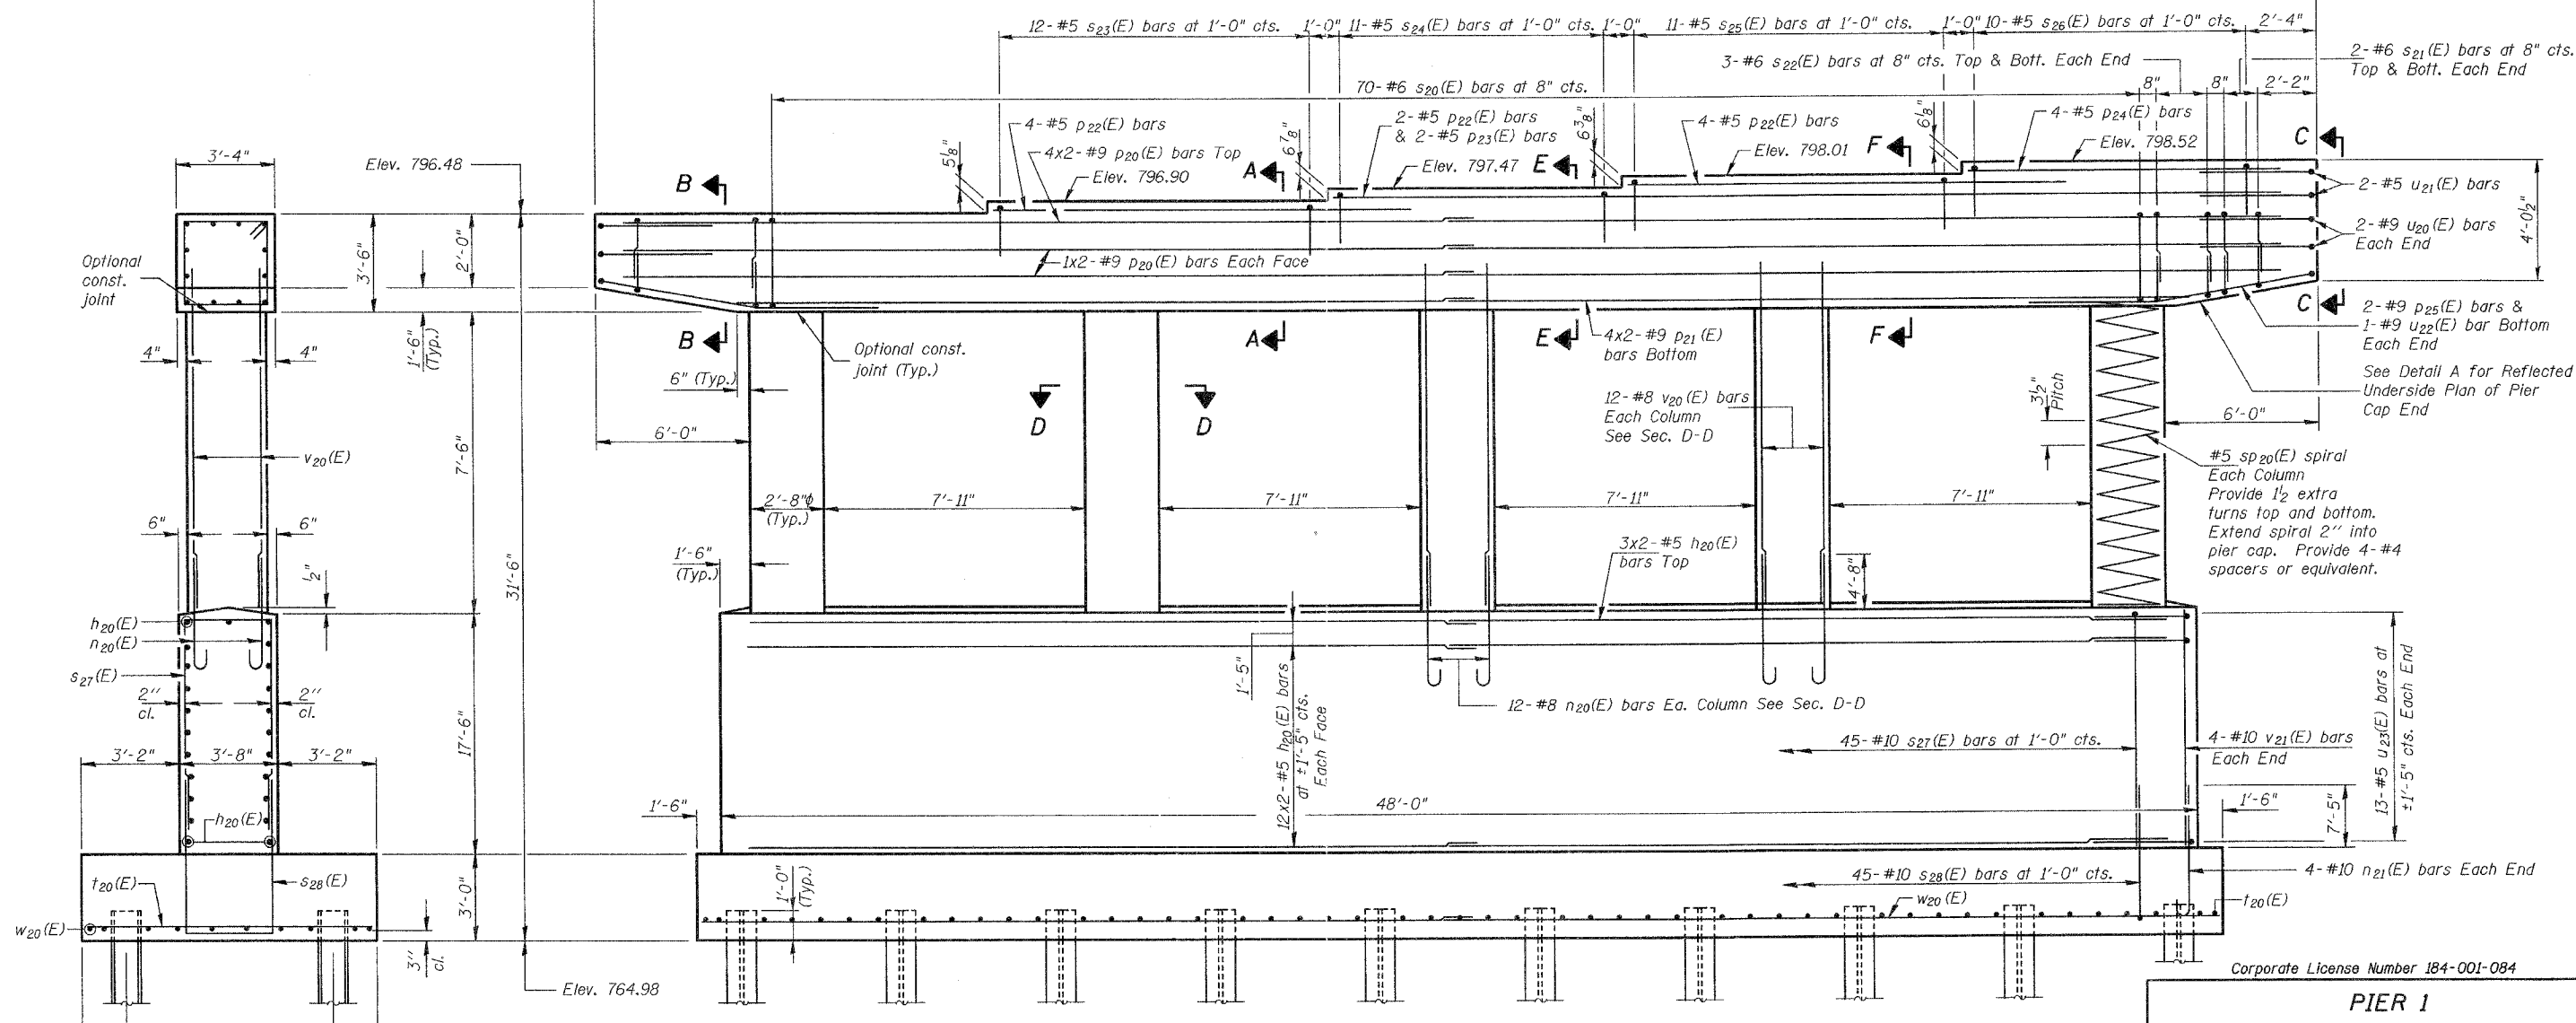 12-#5 s23(E) bars at 1'-0" cts.
1'-0"
11-#5 s24(E) bars at 1'-0" cts.
1'-0"
11-#5 s25(E) bars at 1'-0" cts.
1'-0"
10-#5 s26(E) bars at 1'-0" cts.
2'-4"
3-#6 s22(E) bars at 8" cts. Top & Bott. Each End
2-#6 s21(E) bars at 8" cts.
Top & Bott. Each End
70-#6 s20(E) bars at 8" cts.
8"
8"
2'-2"
3'-4"
Elev. 796.48
5⅛"
4-#5 p22(E) bars
4x2-#9 p20(E) bars Top
Elev. 796.90
6⅞"
2-#5 p22(E) bars
& 2-#5 p23(E) bars
Elev. 797.47
6⅜"
4-#5 p22(E) bars
Elev. 798.01
6⅛"
4-#5 p24(E) bars
Elev. 798.52
B
A
E
F
C
2-#5 u21(E) bars
2-#9 u20(E) bars
Each End
4'-0½"
Optional
const.
joint
3'-6"
2'-0"
1'-6"
(Typ.)
1x2-#9 p20(E) bars Each Face
4"
4"
B
A
E
F
C
Optional const.
joint (Typ.)
4x2-#9 p21(E)
bars Bottom
2-#9 p25(E) bars &
1-#9 u22(E) bar Bottom
Each End
See Detail A for Reflected
Underside Plan of Pier
Cap End
6" (Typ.)
6'-0"
D
D
12-#8 v20(E) bars
Each Column
See Sec. D-D
3½"
Pitch
6'-0"
v20(E)
7'-6"
31'-6"
2'-8"ϕ
(Typ.)
7'-11"
7'-11"
7'-11"
7'-11"
#5 sp20(E) spiral
Each Column
Provide 1½ extra
turns top and bottom.
Extend spiral 2" into
pier cap. Provide 4-#4
spacers or equivalent.
6"
6"
½"
1'-6"
(Typ.)
3x2-#5 h20(E)
bars Top
4'-8"
h20(E)
n20(E)
s27(E)
2"
cl.
2"
cl.
17'-6"
1'-5"
12x2-#5 h20(E) bars
at ±1'-5" cts.
Each Face
12-#8 n20(E) bars Ea. Column See Sec. D-D
45-#10 s27(E) bars at 1'-0" cts.
4-#10 v21(E) bars
Each End
13-#5 u23(E) bars at
±1'-5" cts. Each End
3'-2"
3'-8"
3'-2"
1'-6"
48'-0"
7'-5"
1'-6"
h20(E)
t20(E)
s28(E)
3'-0"
1'-0"
(Typ.)
45-#10 s28(E) bars at 1'-0" cts.
4-#10 n21(E) bars Each End
w20(E)
t20(E)
w20(E)
3"
cl.
Elev. 764.98
Corporate License Number 184-001-084
PIER 1